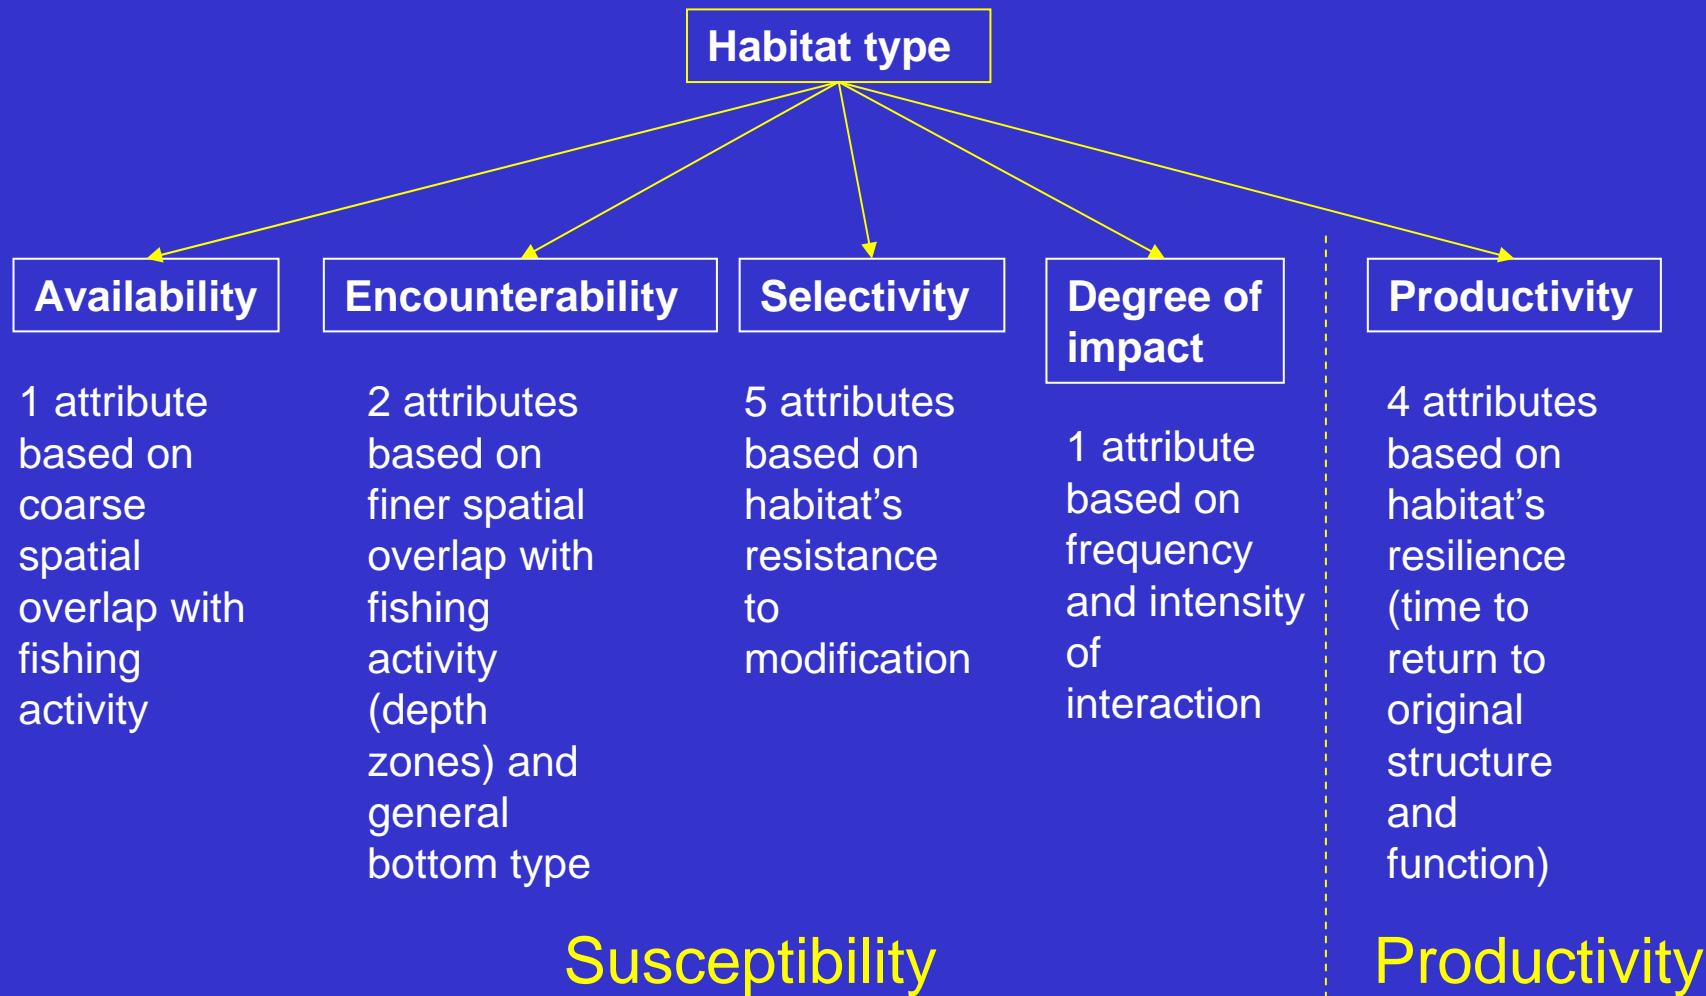 Habitat type
Availability
1 attribute
based on
coarse
spatial
overlap with
fishing
activity
Encounterability
2 attributes
based on
finer spatial
overlap with
fishing
activity
(depth
zones) and
general
bottom type
Selectivity
5 attributes
based on
habitat’s
resistance
to
modification
Degree of
impact
1 attribute
based on
frequency
and intensity
of
interaction
Productivity
4 attributes
based on
habitat’s
resilience
(time to
return to
original
structure
and
function)
Susceptibility
Productivity